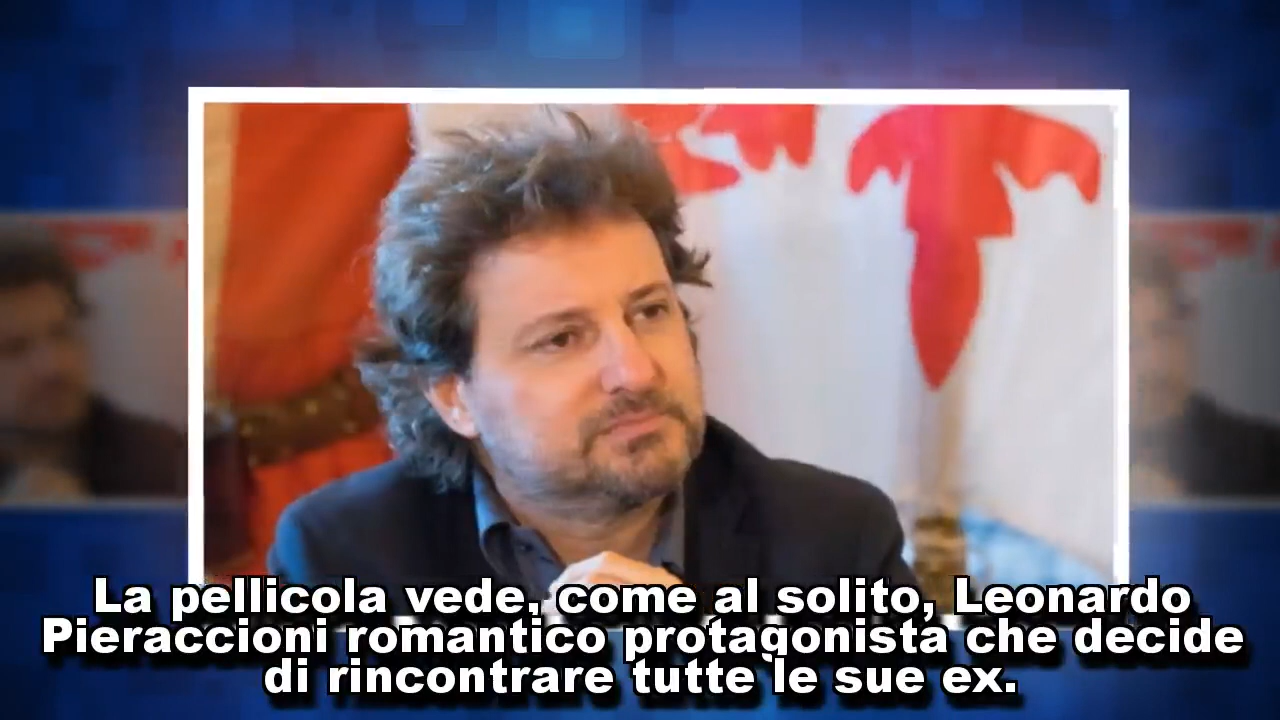 La pellicola vede, come al solito, Leonardo
Pieraccioni romantico protagonista che decide
di rincontrare tutte le sue ex.